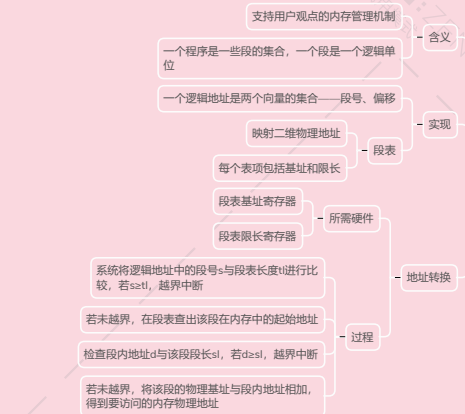 支持用户观点的内存管理机制
含义
一个程序是一些段的集合，一个段是一个逻辑单
位
一个逻辑地址是两个向量的集合——段号、偏移
实现
映射二维物理地址
段表
每个表项包括基址和限长
段表基址寄存器
所需硬件
段表限长寄存器
地址转换
系统将逻辑地址中的段号s与段表长度tl进行比
较，若s≥tl，越界中断
若未越界，在段表查出该段在内存中的起始地址
过程
检查段内地址d与该段段长sl，若d≥sl，越界中断
若未越界，将该段的物理基址与段内地址相加，
得到要访问的内存物理地址